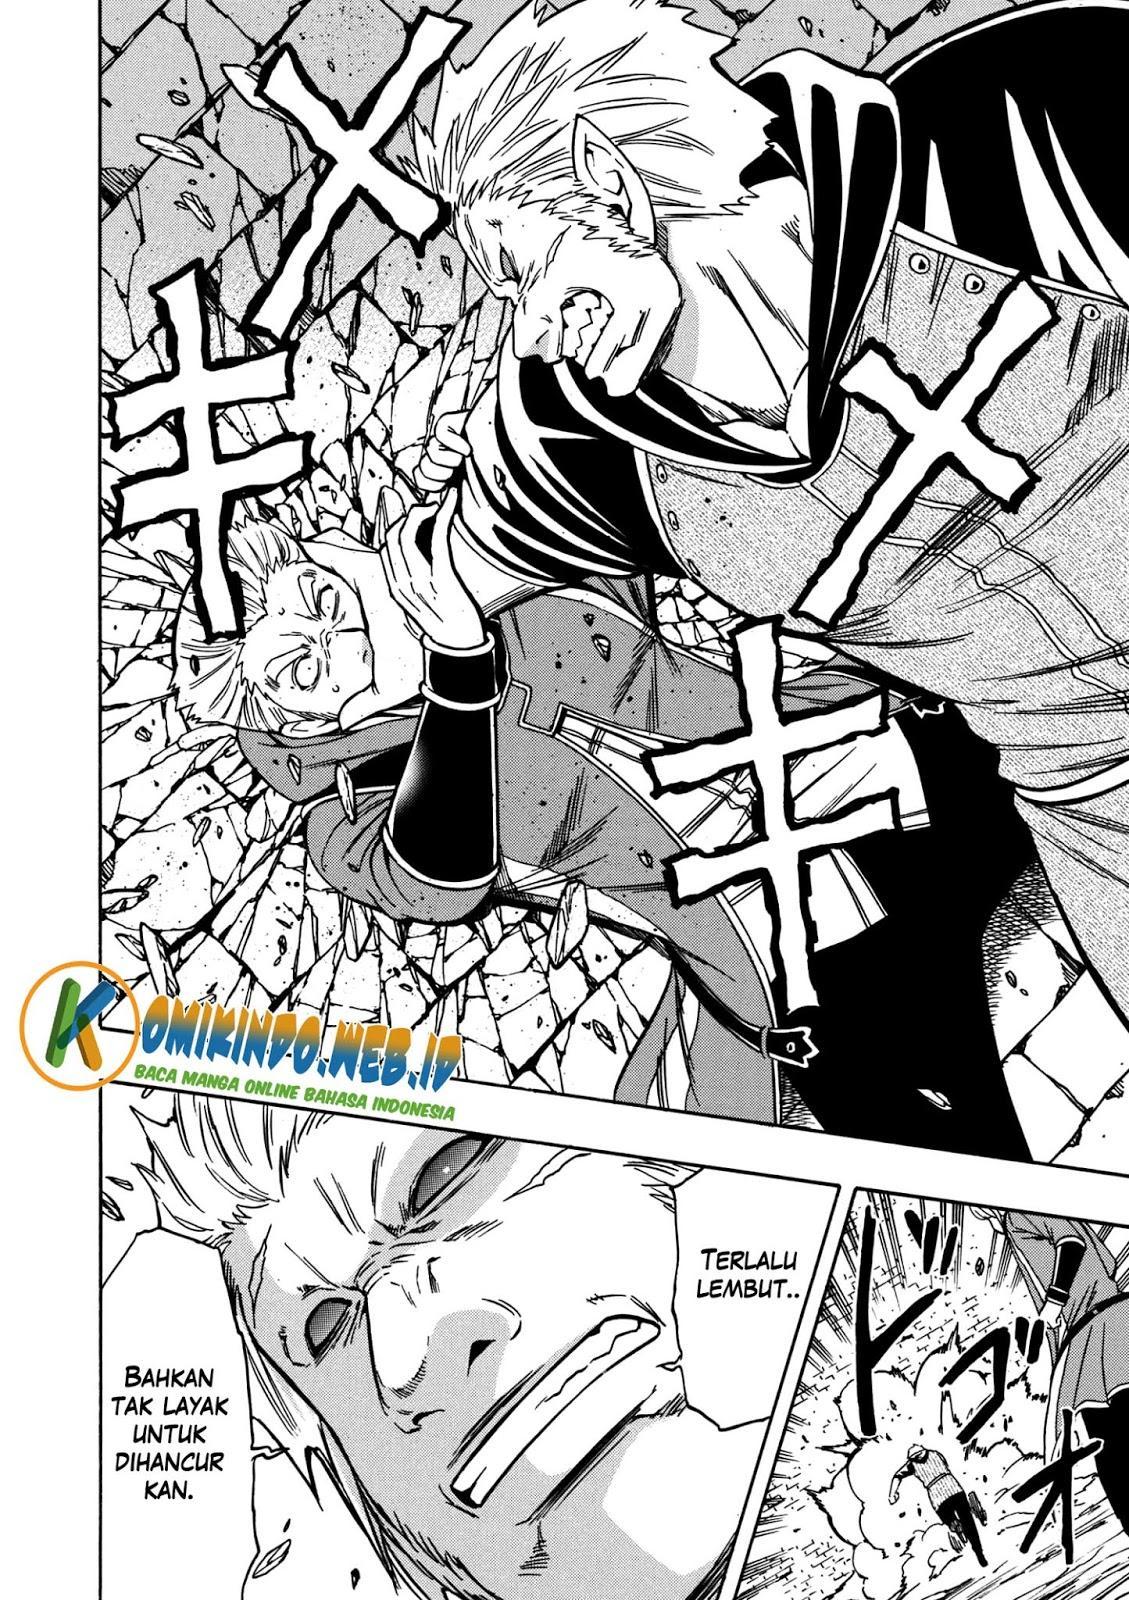 メキ
メキ
OMIKINDO.WEB.ID
BACA MANGA ONLINE BAHASA INDONESIA
ドゴォ
TERLALU
LEMBUT..
BAHKAN
TAK LAYAK
UNTUK
DIHANCUR
KAN.